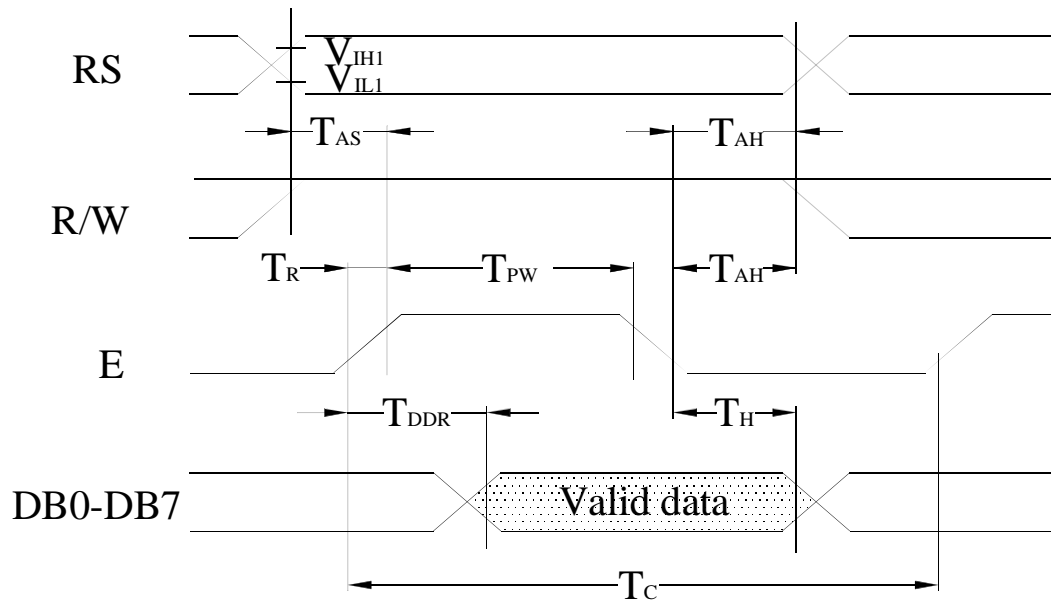 RS
VIH1
VIL1
TAS
TAH
R/W
TR
TPW
TAH
E
TDDR
TH
DB0-DB7
Valid data
TC